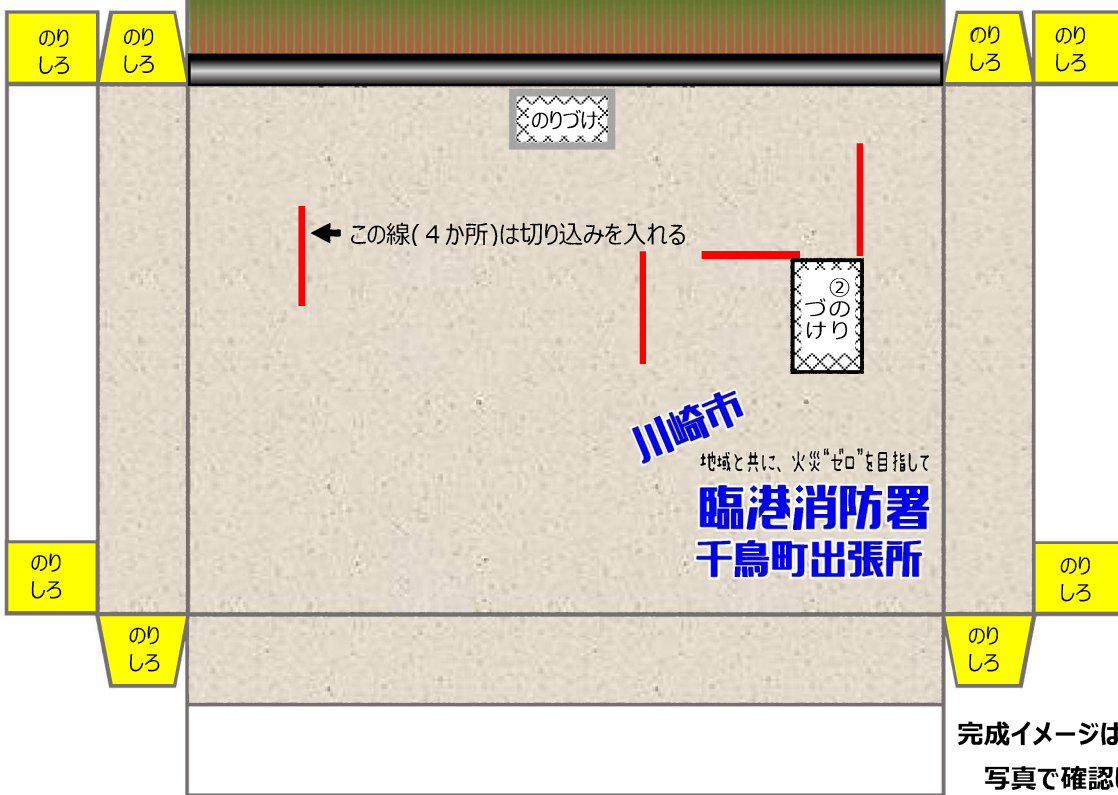 のり
しろ
のり
しろ
のり
しろ
のり
しろ
のりづけ
この線(４か所)は切り込みを入れる
②のり
づけ
川崎市
地域と共に、火災“ゼロ”を目指して
臨港消防署
千鳥町出張所
のり
しろ
のり
しろ
のり
しろ
のり
しろ
完成イメージは
写真で確認